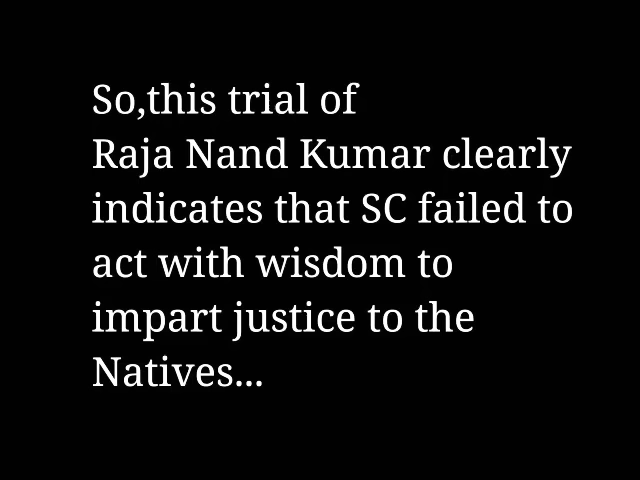 So,this trial of
Raja Nand Kumar clearly
indicates that SC failed to
act with wisdom to
impart justice to the
Natives...